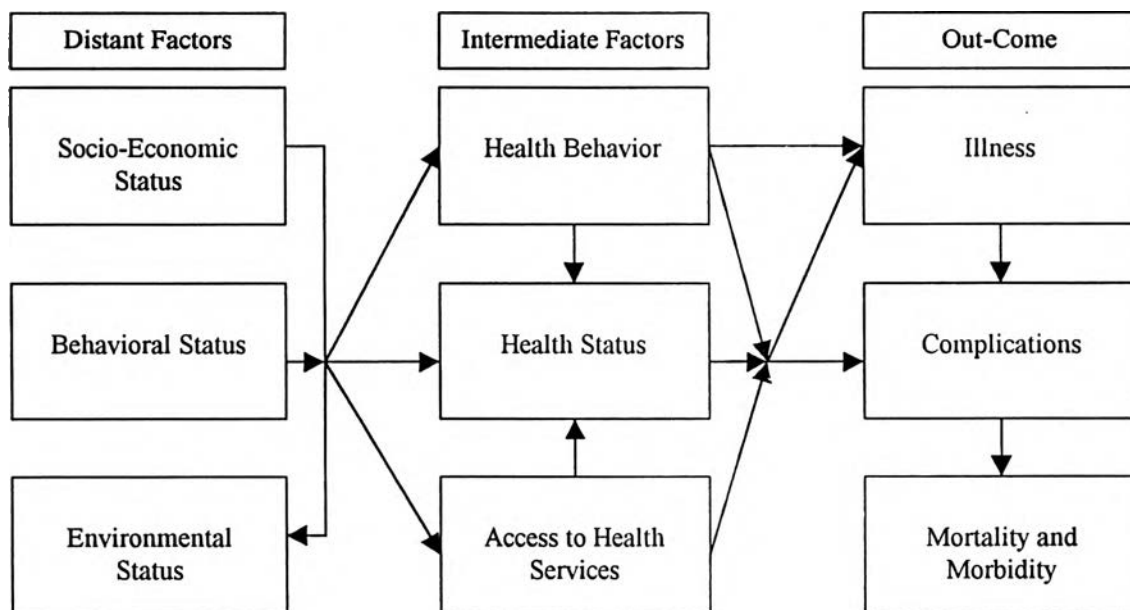 Distant Factors
Intermediate Factors
Out-Come
Socio-Economic
Status
Health Behavior
Illness
Behavioral Status
Health Status
Complications
Environmental
Status
Access to Health
Services
Mortality and
Morbidity